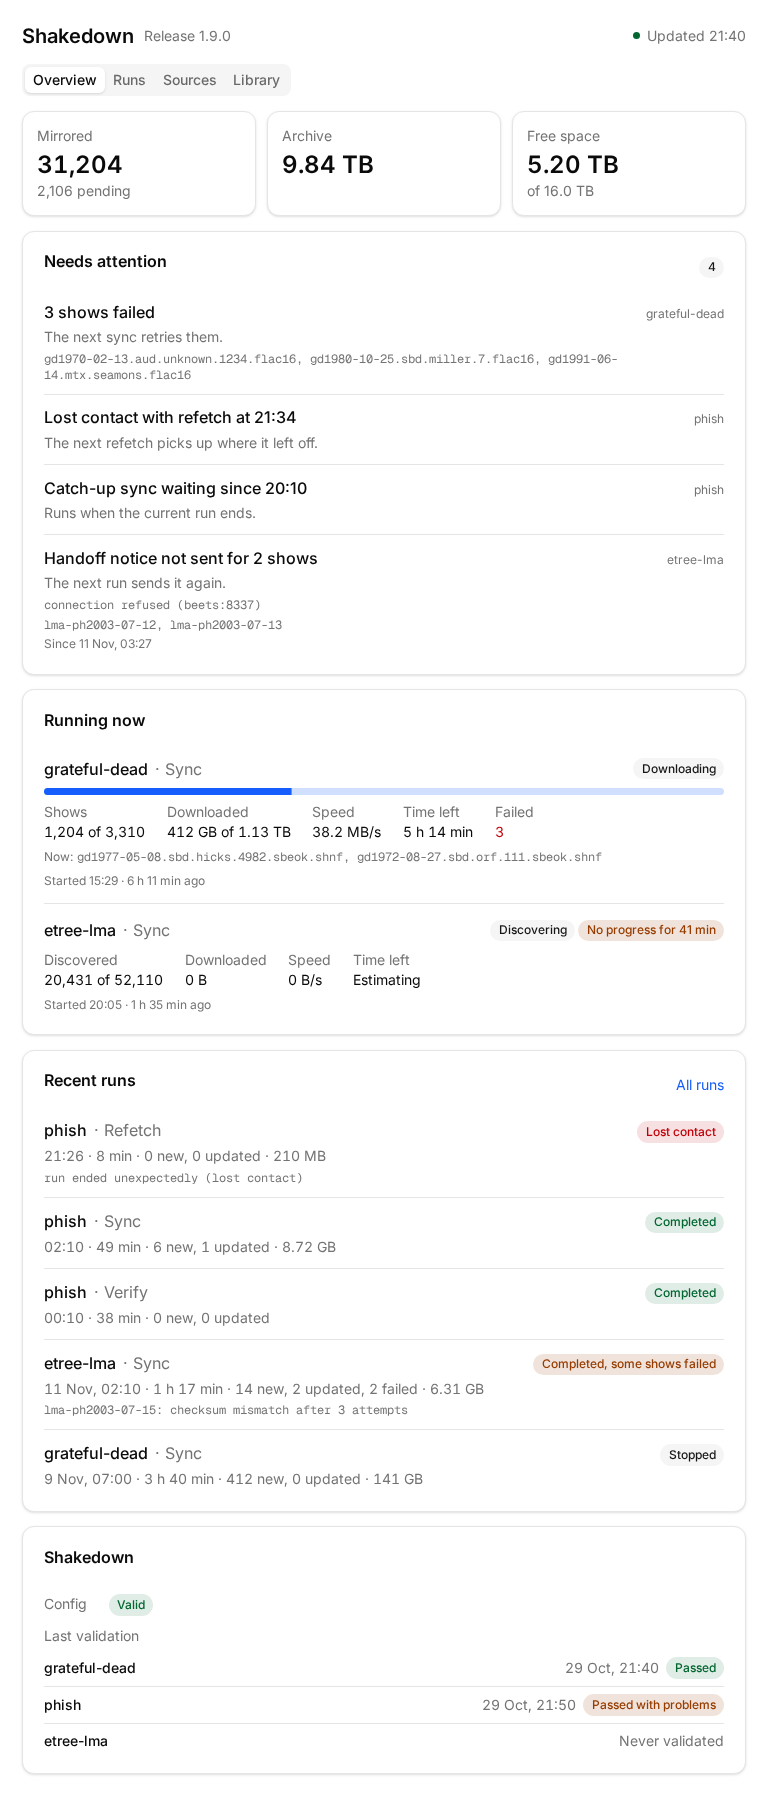 Shakedown Release 1.9.0
Updated 21:40
Overview Runs Sources Library
Mirrored
31,204
2,106 pending
Archive
9.84 TB
Free space
5.20 TB
of 16.0 TB
Needs attention
4
3 shows failed
grateful-dead
The next sync retries them.
gd1970-02-13.aud.unknown.1234.flac16, gd1980-10-25.sbd.miller.7.flac16, gd1991-06-
14.mtx.seamons.flac16
Lost contact with refetch at 21:34
phish
The next refetch picks up where it left off.
Catch-up sync waiting since 20:10
phish
Runs when the current run ends.
Handoff notice not sent for 2 shows
etree-lma
The next run sends it again.
connection refused (beets:8337)
lma-ph2003-07-12, lma-ph2003-07-13
Since 11 Nov, 03:27
Running now
grateful-dead · Sync
Downloading
Shows Downloaded Speed Time left Failed
1,204 of 3,310 412 GB of 1.13 TB 38.2 MB/s 5 h 14 min 3
Now: gd1977-05-08.sbd.hicks.4982.sbeok.shnf, gd1972-08-27.sbd.orf.111.sbeok.shnf
Started 15:29 · 6 h 11 min ago
etree-lma · Sync
Discovering No progress for 41 min
Discovered Downloaded Speed Time left
20,431 of 52,110 0 B 0 B/s Estimating
Started 20:05 · 1 h 35 min ago
Recent runs
All runs
phish · Refetch
Lost contact
21:26 · 8 min · 0 new, 0 updated · 210 MB
run ended unexpectedly (lost contact)
phish · Sync
Completed
02:10 · 49 min · 6 new, 1 updated · 8.72 GB
phish · Verify
Completed
00:10 · 38 min · 0 new, 0 updated
etree-lma · Sync
Completed, some shows failed
11 Nov, 02:10 · 1 h 17 min · 14 new, 2 updated, 2 failed · 6.31 GB
lma-ph2003-07-15: checksum mismatch after 3 attempts
grateful-dead · Sync
Stopped
9 Nov, 07:00 · 3 h 40 min · 412 new, 0 updated · 141 GB
Shakedown
Config Valid
Last validation
grateful-dead 29 Oct, 21:40 Passed
phish 29 Oct, 21:50 Passed with problems
etree-lma Never validated